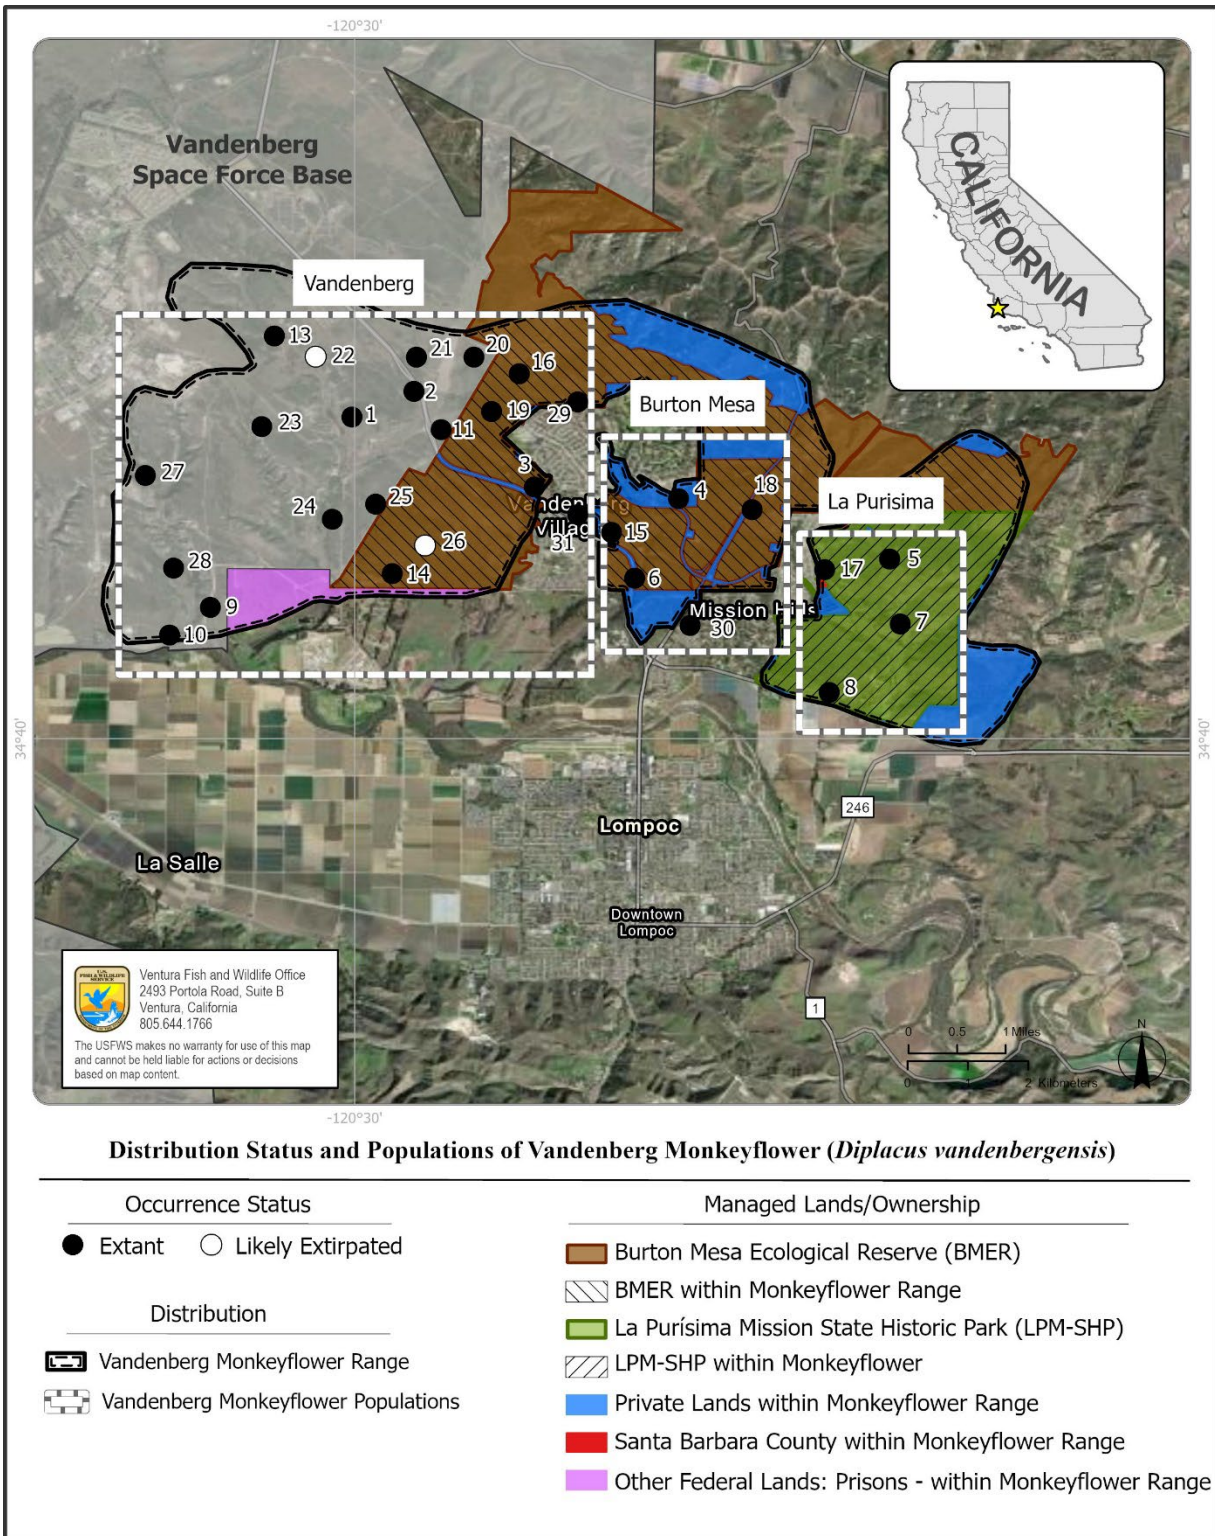 -120°30'
Vandenberg
Space Force Base
CALIFORNIA
Vandenberg
13
22
21
20
16
2
Burton Mesa
1
19
29
23
11
27
3
4
18
La Purisima
24
25
Vandenberg
Village
15
31
26
5
28
14
6
17
9
Mission Hills
30
7
10
8
34°40'
34°40'
246
Lompoc
La Salle
Downtown
Lompoc
U.S.
FISH & WILDLIFE
SERVICE
Ventura Fish and Wildlife Office
2493 Portola Road, Suite B
Ventura, California
805.644.1766
The USFWS makes no warranty for use of this map
and cannot be held liable for actions or decisions
based on map content.
1
0 0.5 1 Miles
0 1 2 Kilometers
N
-120°30'
Distribution Status and Populations of Vandenberg Monkeyflower (Diplacus vandenbergensis)
Occurrence Status
Extant
Likely Extirpated
Distribution
Vandenberg Monkeyflower Range
Vandenberg Monkeyflower Populations
Managed Lands/Ownership
Burton Mesa Ecological Reserve (BMER)
BMER within Monkeyflower Range
La Purísima Mission State Historic Park (LPM-SHP)
LPM-SHP within Monkeyflower
Private Lands within Monkeyflower Range
Santa Barbara County within Monkeyflower Range
Other Federal Lands: Prisons - within Monkeyflower Range